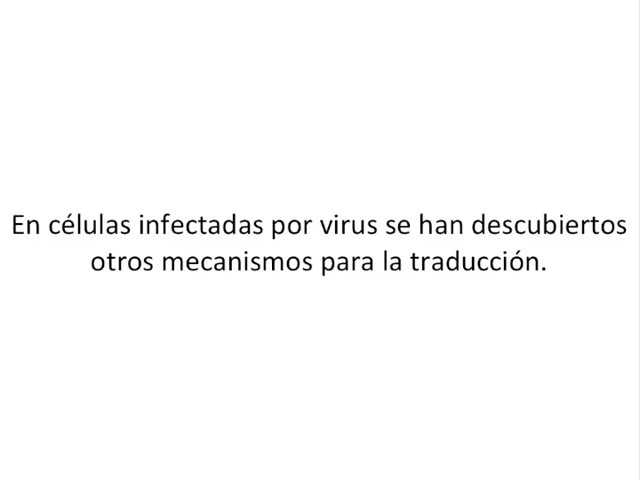 En células infectadas por virus se han descubiertos
otros mecanismos para la traducción.